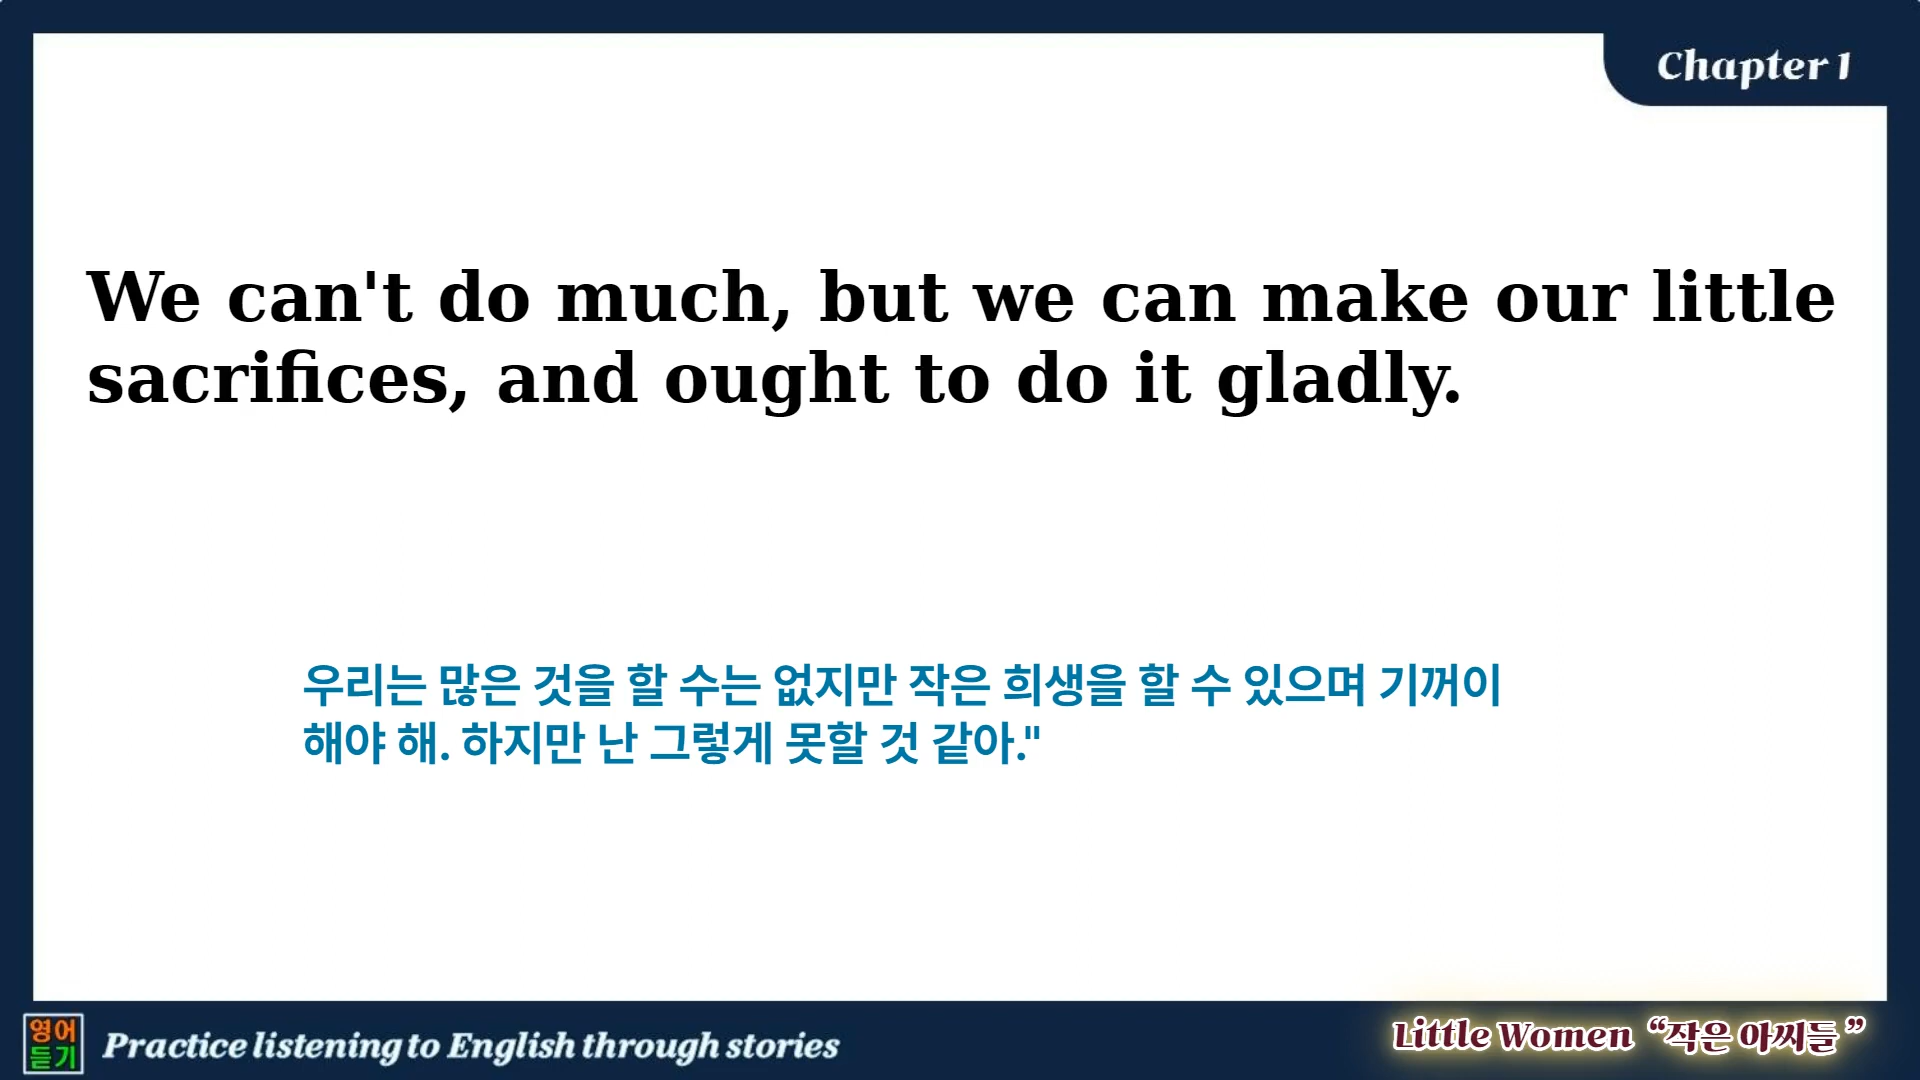 Chapter 1
We can't do much, but we can make our little
sacrifices, and ought to do it gladly.
우리는 많은 것을 할 수는 없지만 작은 희생을 할 수 있으며 기꺼이
해야 해. 하지만 난 그렇게 못할 것 같아."
영어
듣기
Practice listening to English through stories
Little Women “작은 아씨들”